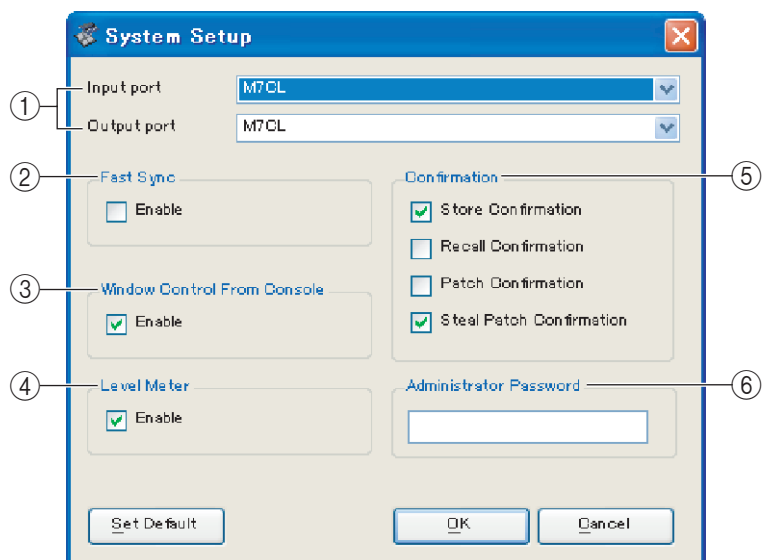 System Setup
① Input port M7CL
Output port M7CL
② Fast Sync
Enable
③ Window Control From Console
Enable
④ Level Meter
Enable
Confirmation ⑤
Store Confirmation
Recall Confirmation
Patch Confirmation
Steal Patch Confirmation
Administrator Password ⑥
Set Default
OK
Cancel